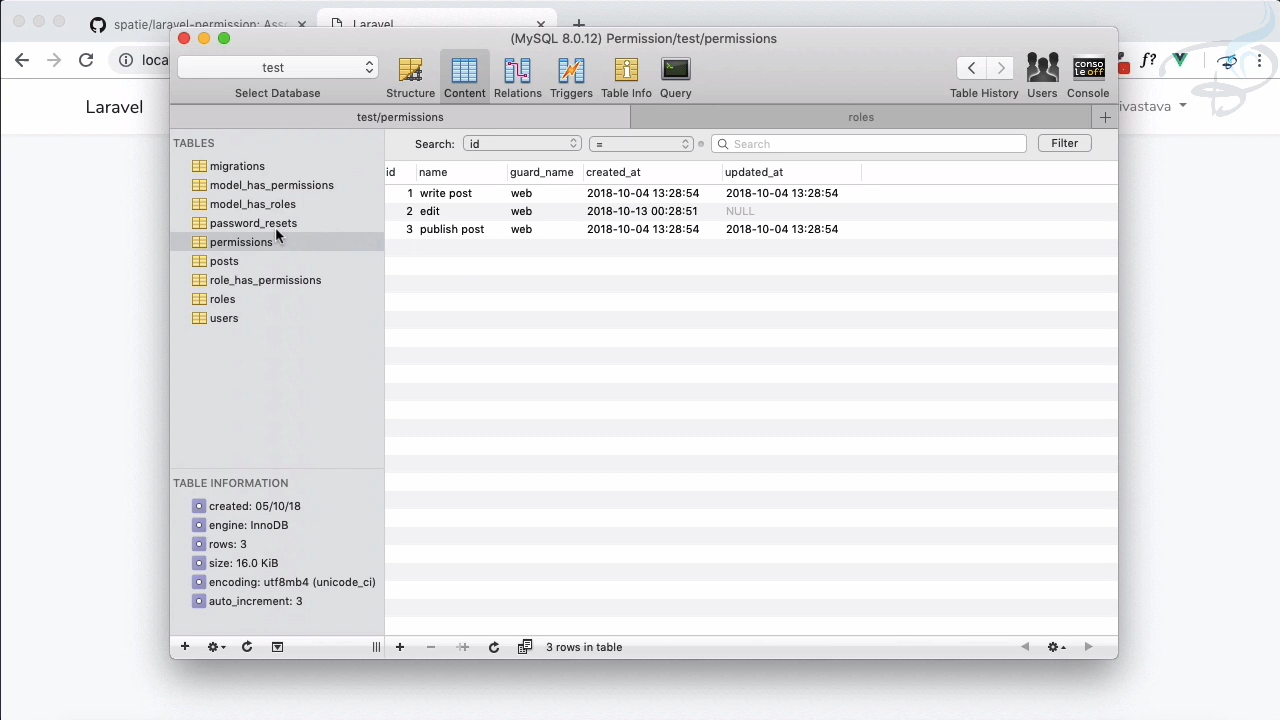 spatie/laravel-permission: Asso
Laravel
(MySQL 8.0.12) Permission/test/permissions
loca
test
Select Database
Structure
Content
Relations
Triggers
Table Info
Query
Table History
Users
console off
Console
f?
Laravel
ivastava
test/permissions
roles
TABLES
migrations
model_has_permissions
model_has_roles
password_resets
permissions
posts
role_has_permissions
roles
users
Search:
id
=
Search
Filter
id name guard_name created_at updated_at
1 write post web 2018-10-04 13:28:54 2018-10-04 13:28:54
2 edit web 2018-10-13 00:28:51 NULL
3 publish post web 2018-10-04 13:28:54 2018-10-04 13:28:54
TABLE INFORMATION
created: 05/10/18
engine: InnoDB
rows: 3
size: 16.0 KiB
encoding: utf8mb4 (unicode_ci)
auto_increment: 3
3 rows in table